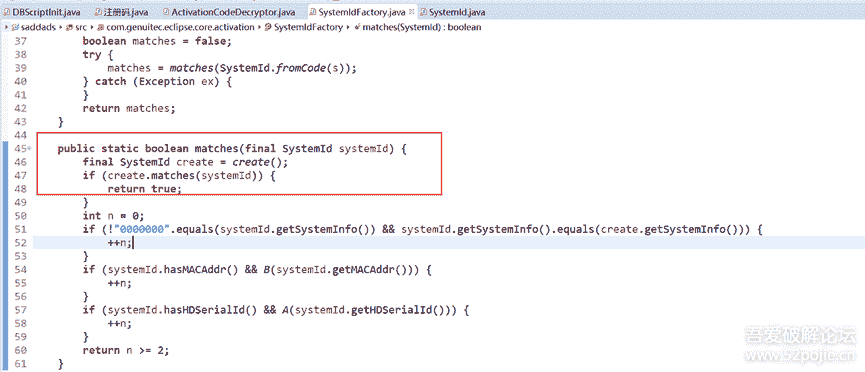 DBScriptInit.java 注册码.java ActivationCodeDecryptor.java SystemIdFactory.java SystemId.java
saddads src com.genuitec.eclipse.core.activation SystemIdFactory matches(SystemId) : boolean
37 boolean matches = false;
38 try {
39 matches = matches(SystemId.fromCode(s));
40 } catch (Exception ex) {
41 }
42 return matches;
43 }
44
45 public static boolean matches(final SystemId systemId) {
46 final SystemId create = create();
47 if (create.matches(systemId)) {
48 return true;
49 }
50 int n = 0;
51 if (!"0000000".equals(systemId.getSystemInfo()) && systemId.getSystemInfo().equals(create.getSystemInfo())) {
52 ++n;
53 }
54 if (systemId.hasMACAddr() && B(systemId.getMACAddr())) {
55 ++n;
56 }
57 if (systemId.hasHDSerialId() && A(systemId.getHDSerialId())) {
58 ++n;
59 }
60 return n >= 2;
61 }
吾爱破解论坛
www.52pojie.cn